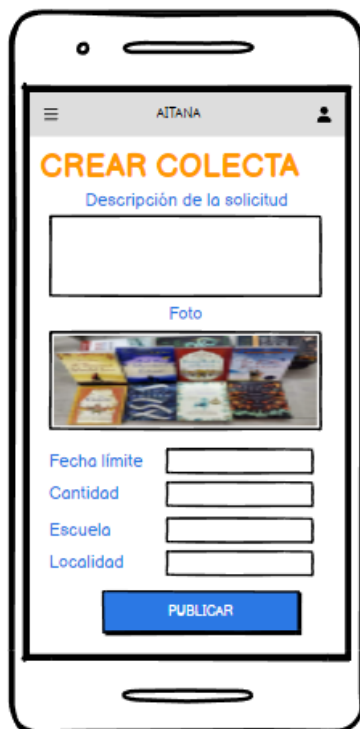 AITANA
CREAR COLECTA
Descripción de la solicitud
Foto
Fecha límite
Cantidad
Escuela
Localidad
PUBLICAR